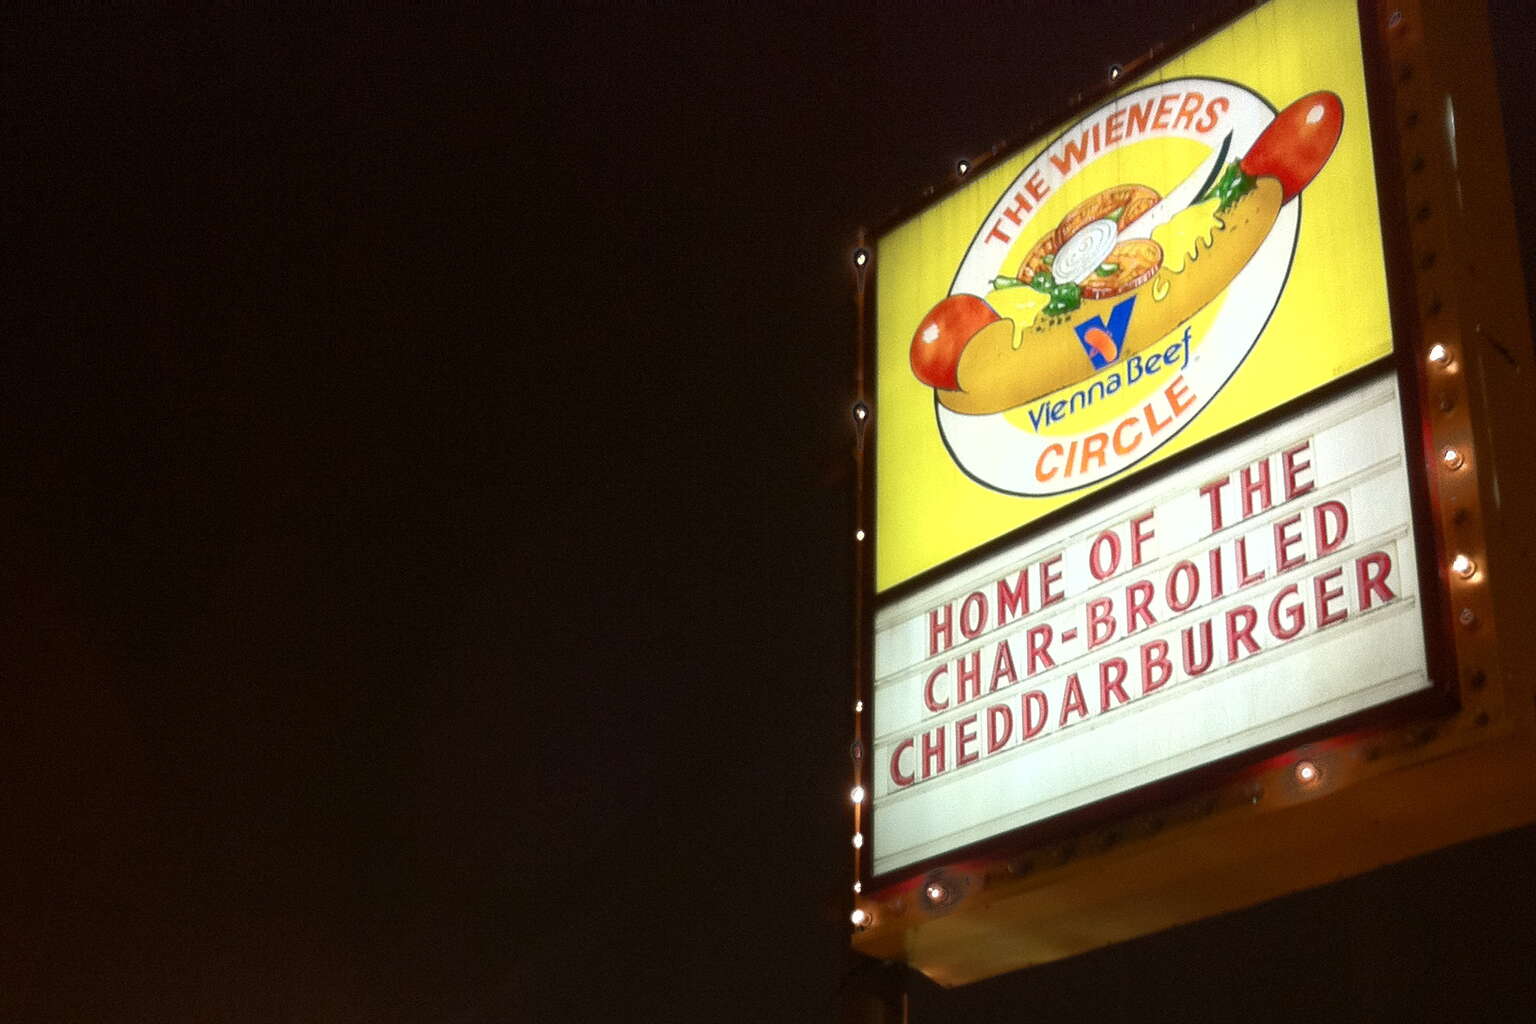 THE WIENERS
V
Vienna Beef
CIRCLE
HOME OF THE
CHAR-BROILED
CHEDDARBURGER